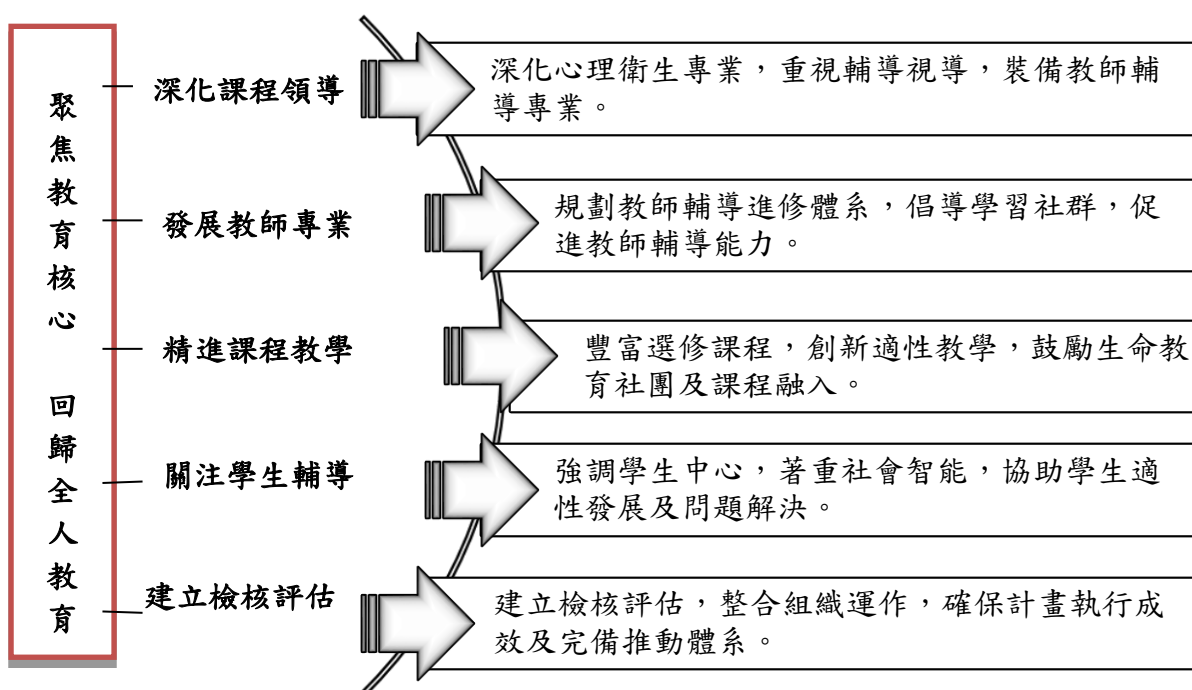 聚焦教育核心 回歸全人教育
深化課程領導
深化心理衛生專業，重視輔導視導，裝備教師輔
導專業。
發展教師專業
規劃教師輔導進修體系，倡導學習社群，促
進教師輔導能力。
精進課程教學
豐富選修課程，創新適性教學，鼓勵生命教
育社團及課程融入。
關注學生輔導
強調學生中心，著重社會智能，協助學生適
性發展及問題解決。
建立檢核評估
建立檢核評估，整合組織運作，確保計畫執行成
效及完備推動體系。